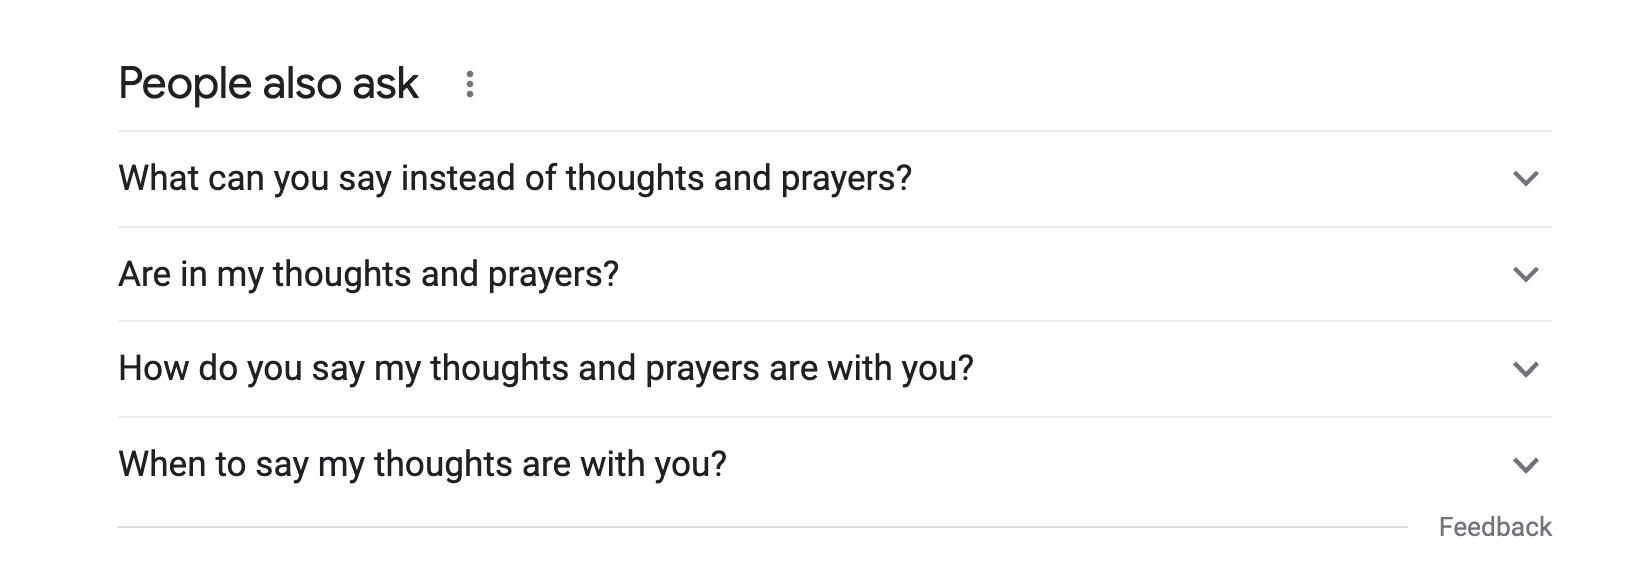 People also ask
What can you say instead of thoughts and prayers?
Are in my thoughts and prayers?
How do you say my thoughts and prayers are with you?
When to say my thoughts are with you?
Feedback